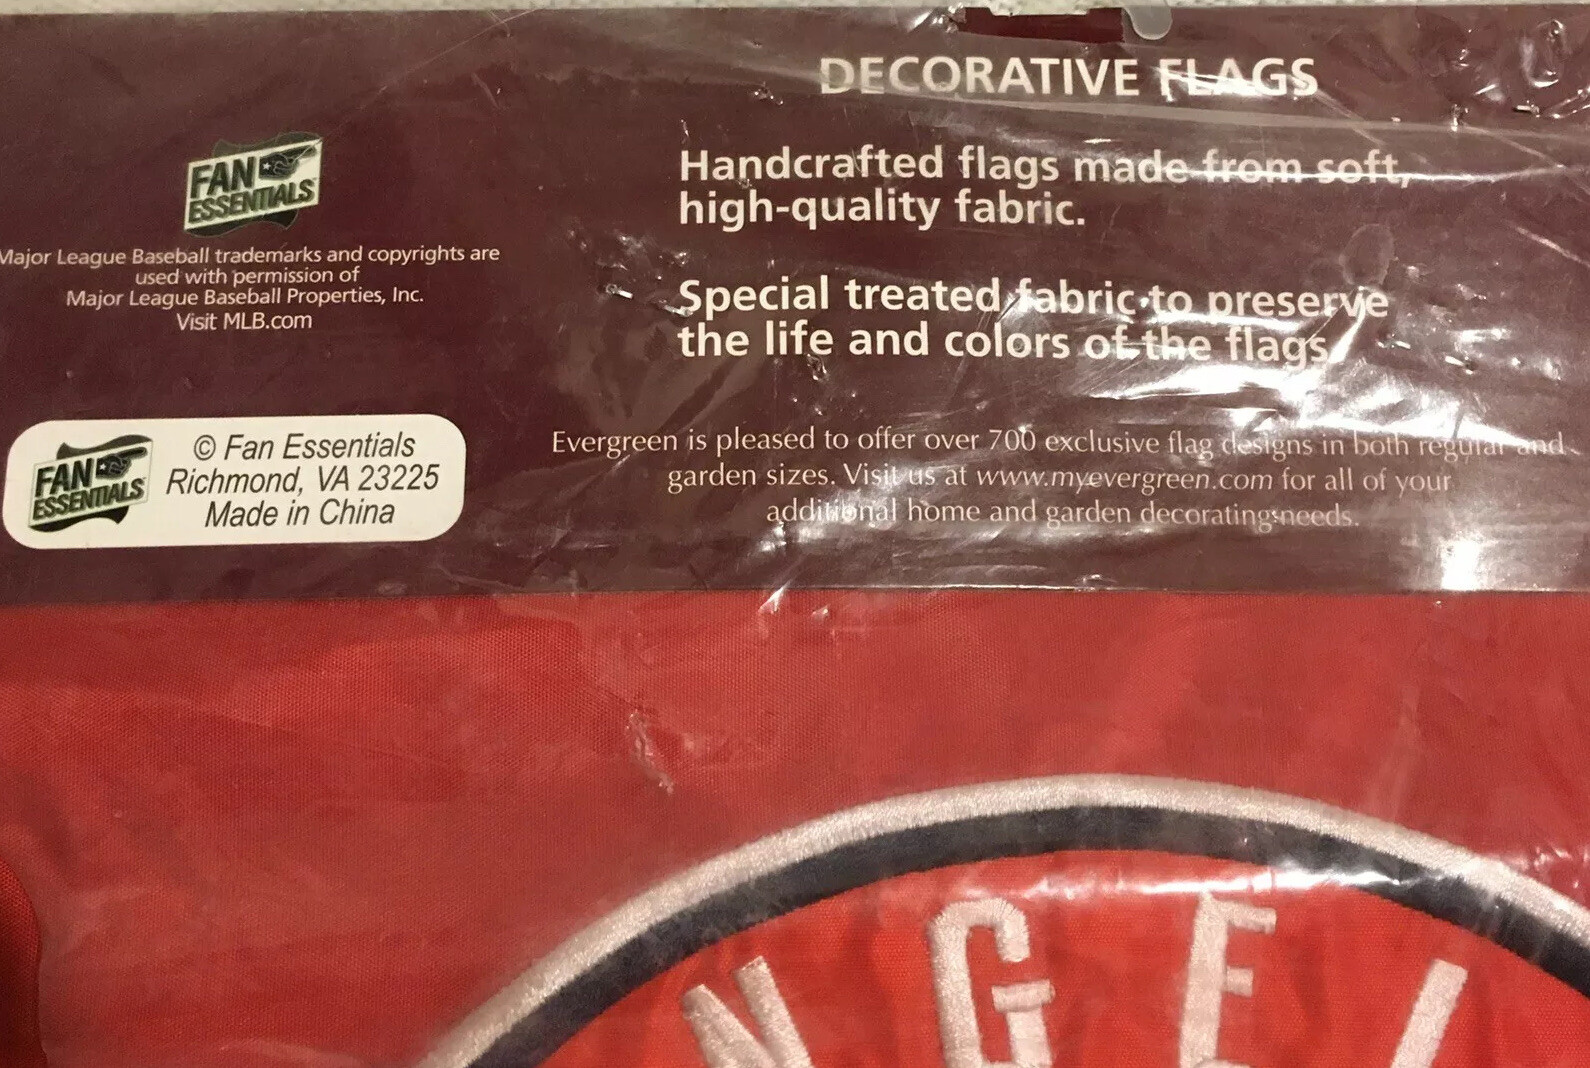 DECORATIVE FLAGS
Handcrafted flags made from soft,
high-quality fabric.
Special treated fabric to preserve
the life and colors of the flags.
FAN
ESSENTIALS
Major League Baseball trademarks and copyrights are
used with permission of
Major League Baseball Properties, Inc.
Visit MLB.com
FAN
ESSENTIALS
© Fan Essentials
Richmond, VA 23225
Made in China
Evergreen is pleased to offer over 700 exclusive flag designs in both regular and
garden sizes. Visit us at www.myevergreen.com for all of your
additional home and garden decorating needs.
NGEL